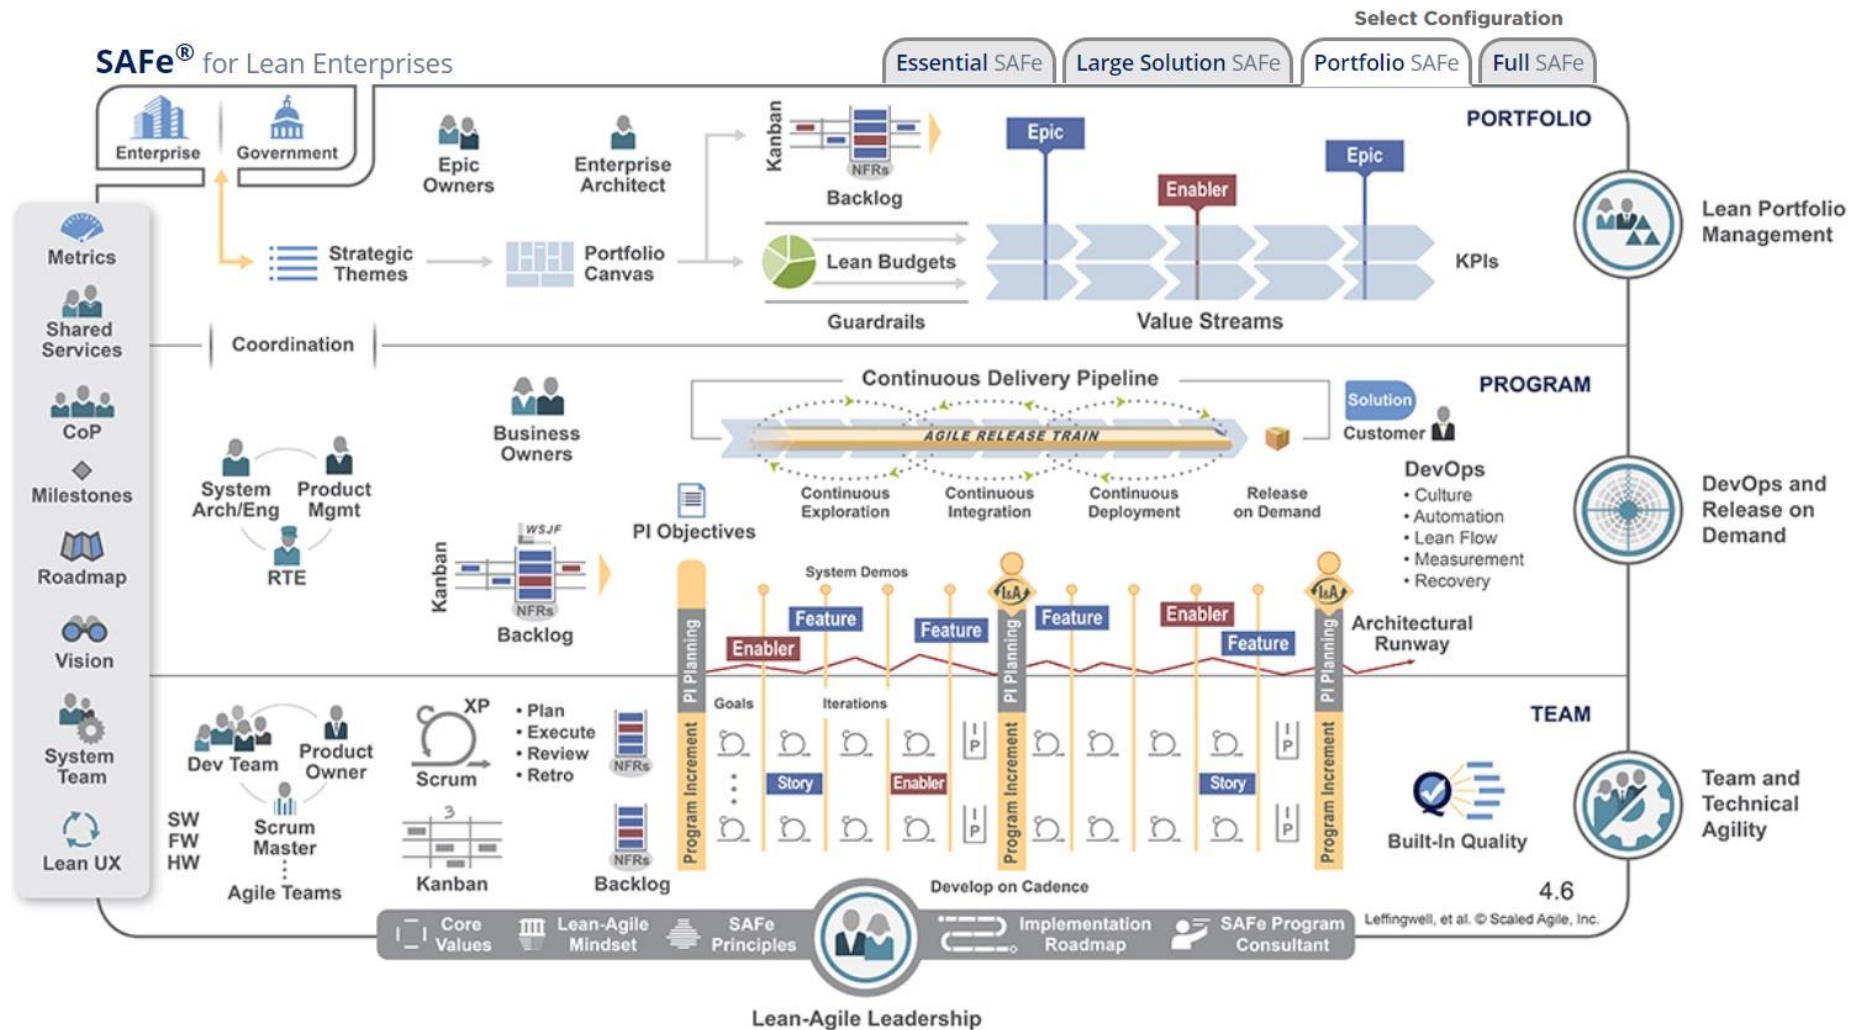 Select Configuration
SAFe® for Lean Enterprises
Essential SAFe
Large Solution SAFe
Portfolio SAFe
Full SAFe
Enterprise
Government
Epic
Owners
Enterprise
Architect
Kanban
NFRs
Backlog
Epic
Enabler
Epic
PORTFOLIO
Strategic
Themes
Portfolio
Canvas
Lean Budgets
Guardrails
Value Streams
KPIs
Lean Portfolio
Management
Metrics
Shared
Services
CoP
Milestones
Roadmap
Vision
System
Team
Lean UX
Coordination
Business
Owners
System
Arch/Eng
Product
Mgmt
RTE
Kanban
WSJF
NFRs
Backlog
PI Objectives
Continuous Delivery Pipeline
AGILE RELEASE TRAIN
Continuous
Exploration
Continuous
Integration
Continuous
Deployment
Release
on Demand
Solution
Customer
PROGRAM
DevOps
• Culture
• Automation
• Lean Flow
• Measurement
• Recovery
DevOps and
Release on
Demand
System Demos
Enabler
Feature
Feature
I&A
Feature
Enabler
Feature
I&A
Architectural
Runway
PI Planning
PI Planning
PI Planning
Dev Team
Product
Owner
Scrum
Master
Agile Teams
SW
FW
HW
XP
Scrum
• Plan
• Execute
• Review
• Retro
3
Kanban
NFRs
NFRs
Backlog
Program Increment
Goals
Iterations
Story
Enabler
I
P
I
P
Program Increment
Story
I
P
I
P
Program Increment
Develop on Cadence
TEAM
Built-In Quality
Team and
Technical
Agility
4.6
Leffingwell, et al. © Scaled Agile, Inc.
Core
Values
Lean-Agile
Mindset
SAFe
Principles
Implementation
Roadmap
SAFe Program
Consultant
Lean-Agile Leadership